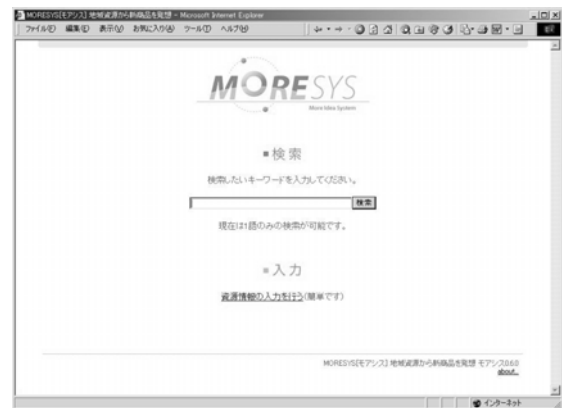 MORESYS[モアシス] 地域資源から新商品を発想 - Microsoft Internet Explorer
ファイル(F) 編集(E) 表示(V) お気に入り(A) ツール(T) ヘルプ(H)
MORESYS
More Idea System
■検索
検索したいキーワードを入力してください。
検索
現在は1語のみの検索が可能です。
■入力
資源情報の入力を行う(簡単です)
MORESYS[モアシス] 地域資源から新商品を発想 モアシス0.6.0
about...
インターネット